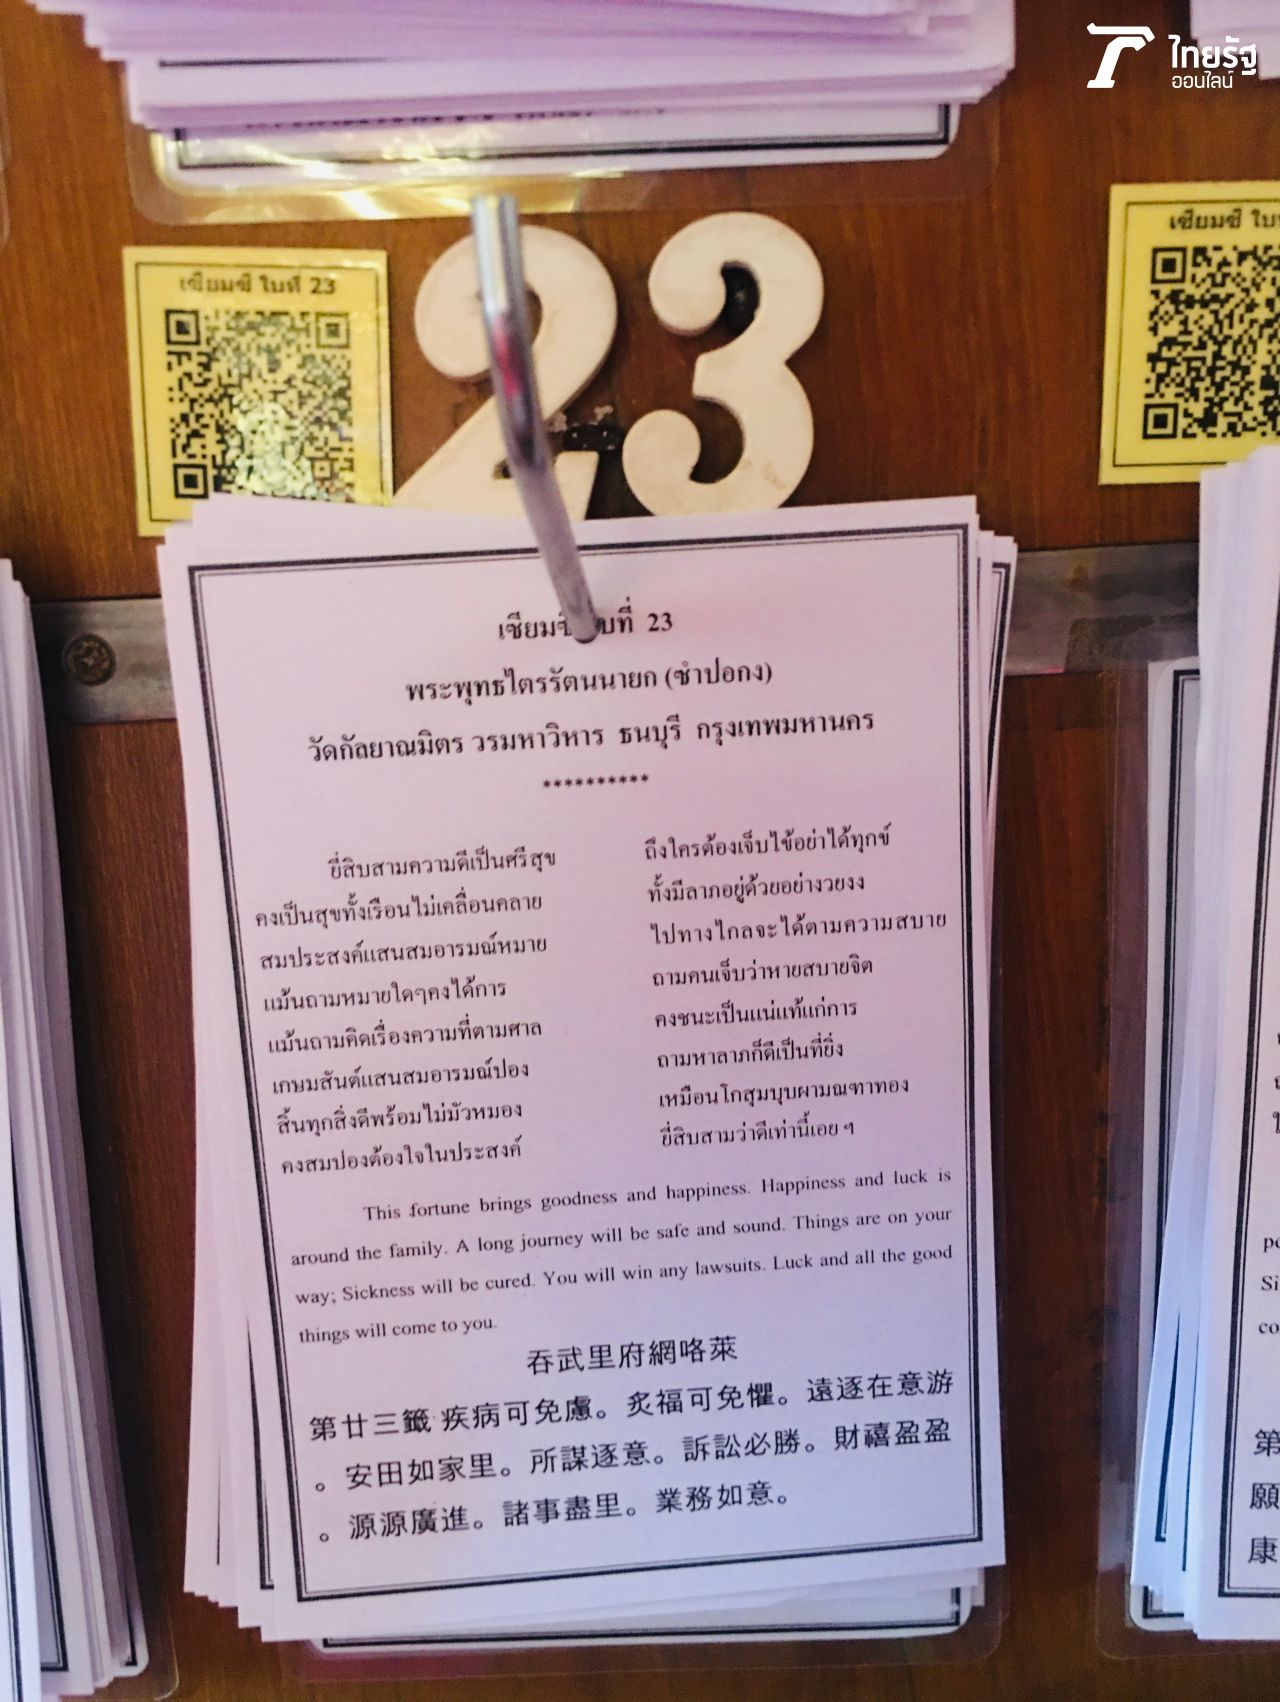 ไทยรัฐ
ออนไลน์
เซียมซี ใบที่ 23
23
เซียมซี
เซียมซี ใบที่ 23
พระพุทธไตรรัตนนายก (ซำปอกง)
วัดกัลยาณมิตร วรมหาวิหาร ธนบุรี กรุงเทพมหานคร
**********
ยี่สิบสามความดีเป็นศรีสุข ถึงใครต้องเจ็บไข้อย่าได้ทุกข์
คงเป็นสุขทั้งเรือนไม่เคลื่อนคลาย ทั้งมีลาภอยู่ด้วยอย่างวยงง
สมประสงค์แสนสมอารมณ์หมาย ไปทางไกลจะได้ตามความสบาย
แม้นถามหมายใดๆคงได้การ ถามคนเจ็บว่าหายสบายจิต
แม้นถามคิดเรื่องความที่ตามศาล คงชนะเป็นแน่แท้แก่การ
เกษมสันต์แสนสมอารมณ์ปอง ถามหาลาภก็ดีเป็นที่ยิ่ง
สิ้นทุกสิ่งดีพร้อมไม่มัวหมอง เหมือนโกสุมบุบผามณฑาทอง
คงสมปองต้องใจในประสงค์ ยี่สิบสามว่าดีเท่านี้เอย ฯ
This fortune brings goodness and happiness. Happiness and luck is
around the family. A long journey will be safe and sound. Things are on your
way; Sickness will be cured. You will win any lawsuits. Luck and all the good
things will come to you.
吞武里府網咯萊
第廿三籤 疾病可免慮。炙福可免懼。遠逐在意游
。安田如家里。所謀逐意。訴訟必勝。財禧盈盈
。源源廣進。諸事盡里。業務如意。
第
願
康